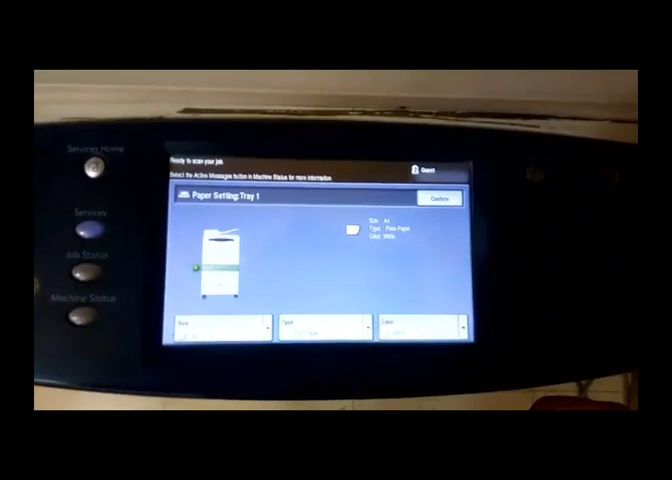 Services Home
Ready to scan your job.
Select the Active Messages button in Machine Status for more information.
Guest
Paper Setting:Tray 1
Confirm
Services
Size: A4
Type: Plain Paper
Color: White
Job Status
Machine Status
Size
Type
Color